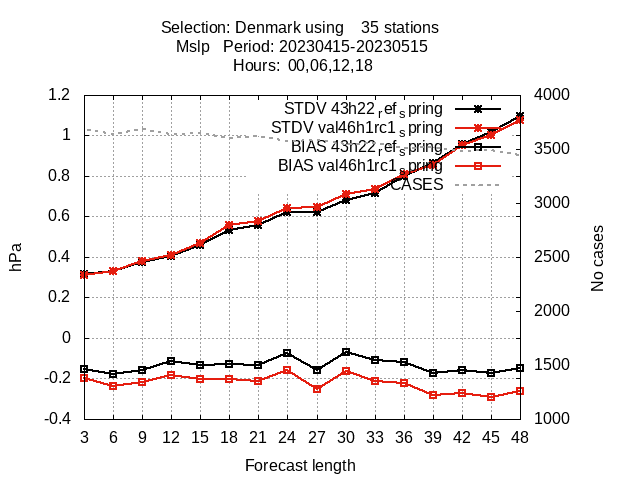 Selection: Denmark using 35 stations
Mslp Period: 20230415-20230515
Hours: 00,06,12,18
STDV 43h22_ref_spring
STDV val46h1rc1_spring
BIAS 43h22_ref_spring
BIAS val46h1rc1_spring
CASES
1.2
1
0.8
0.6
0.4
0.2
0
-0.2
-0.4
hPa
4000
3500
3000
2500
2000
1500
1000
No cases
3 6 9 12 15 18 21 24 27 30 33 36 39 42 45 48
Forecast length